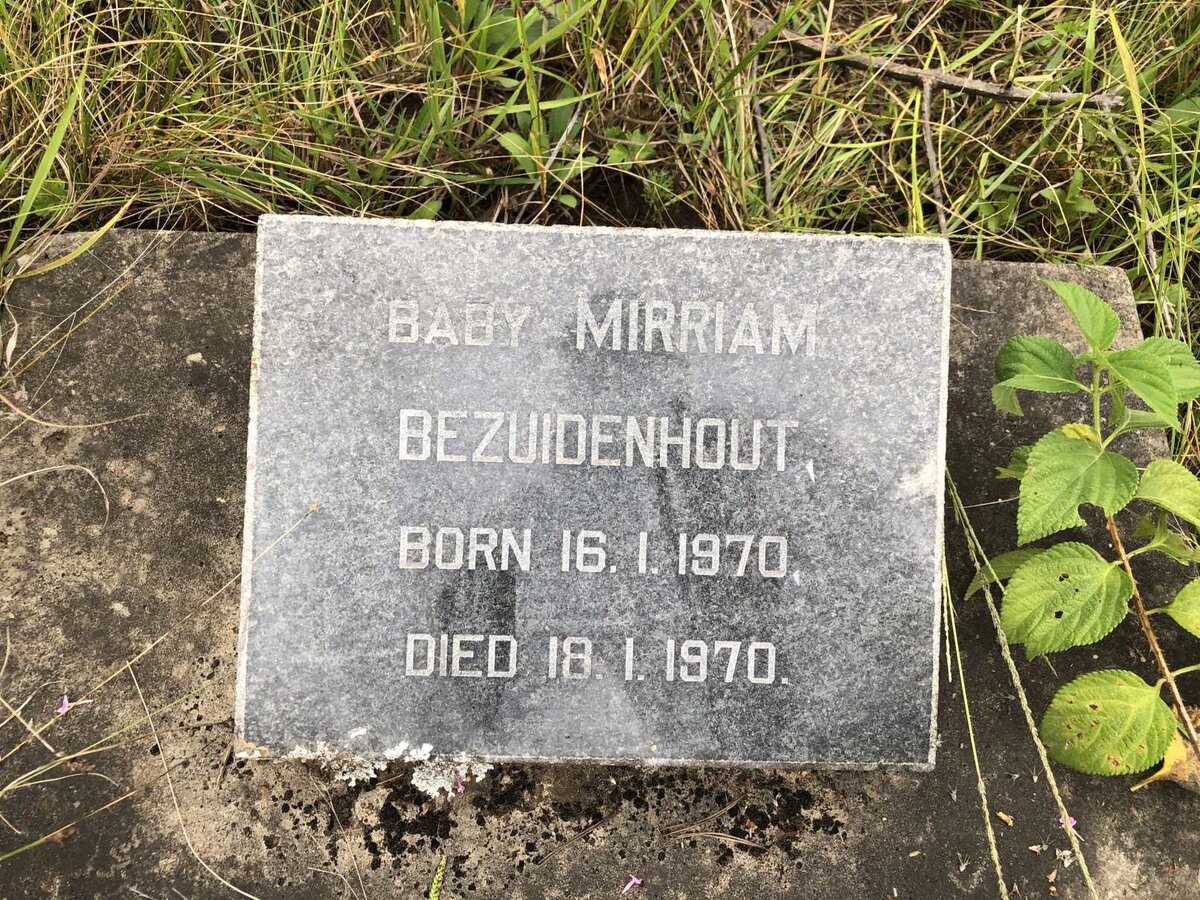 BABY MIRRIAM
BEZUIDENHOUT,
BORN 16.1.1970,
DIED 18.1.1970.